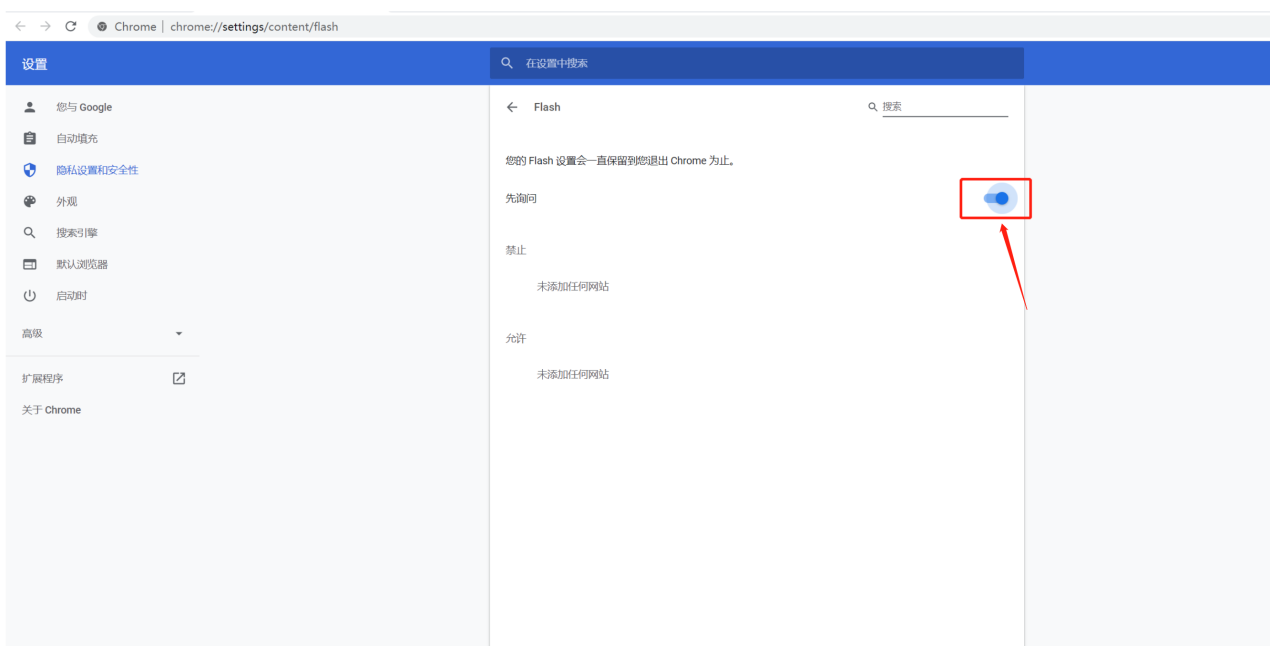 Chrome | chrome://settings/content/flash
设置
在设置中搜索
您与 Google
自动填充
隐私设置和安全性
外观
搜索引擎
默认浏览器
启动时
高级
扩展程序
关于 Chrome
Flash
搜索
您的 Flash 设置会一直保留到您退出 Chrome 为止。
先询问
禁止
未添加任何网站
允许
未添加任何网站